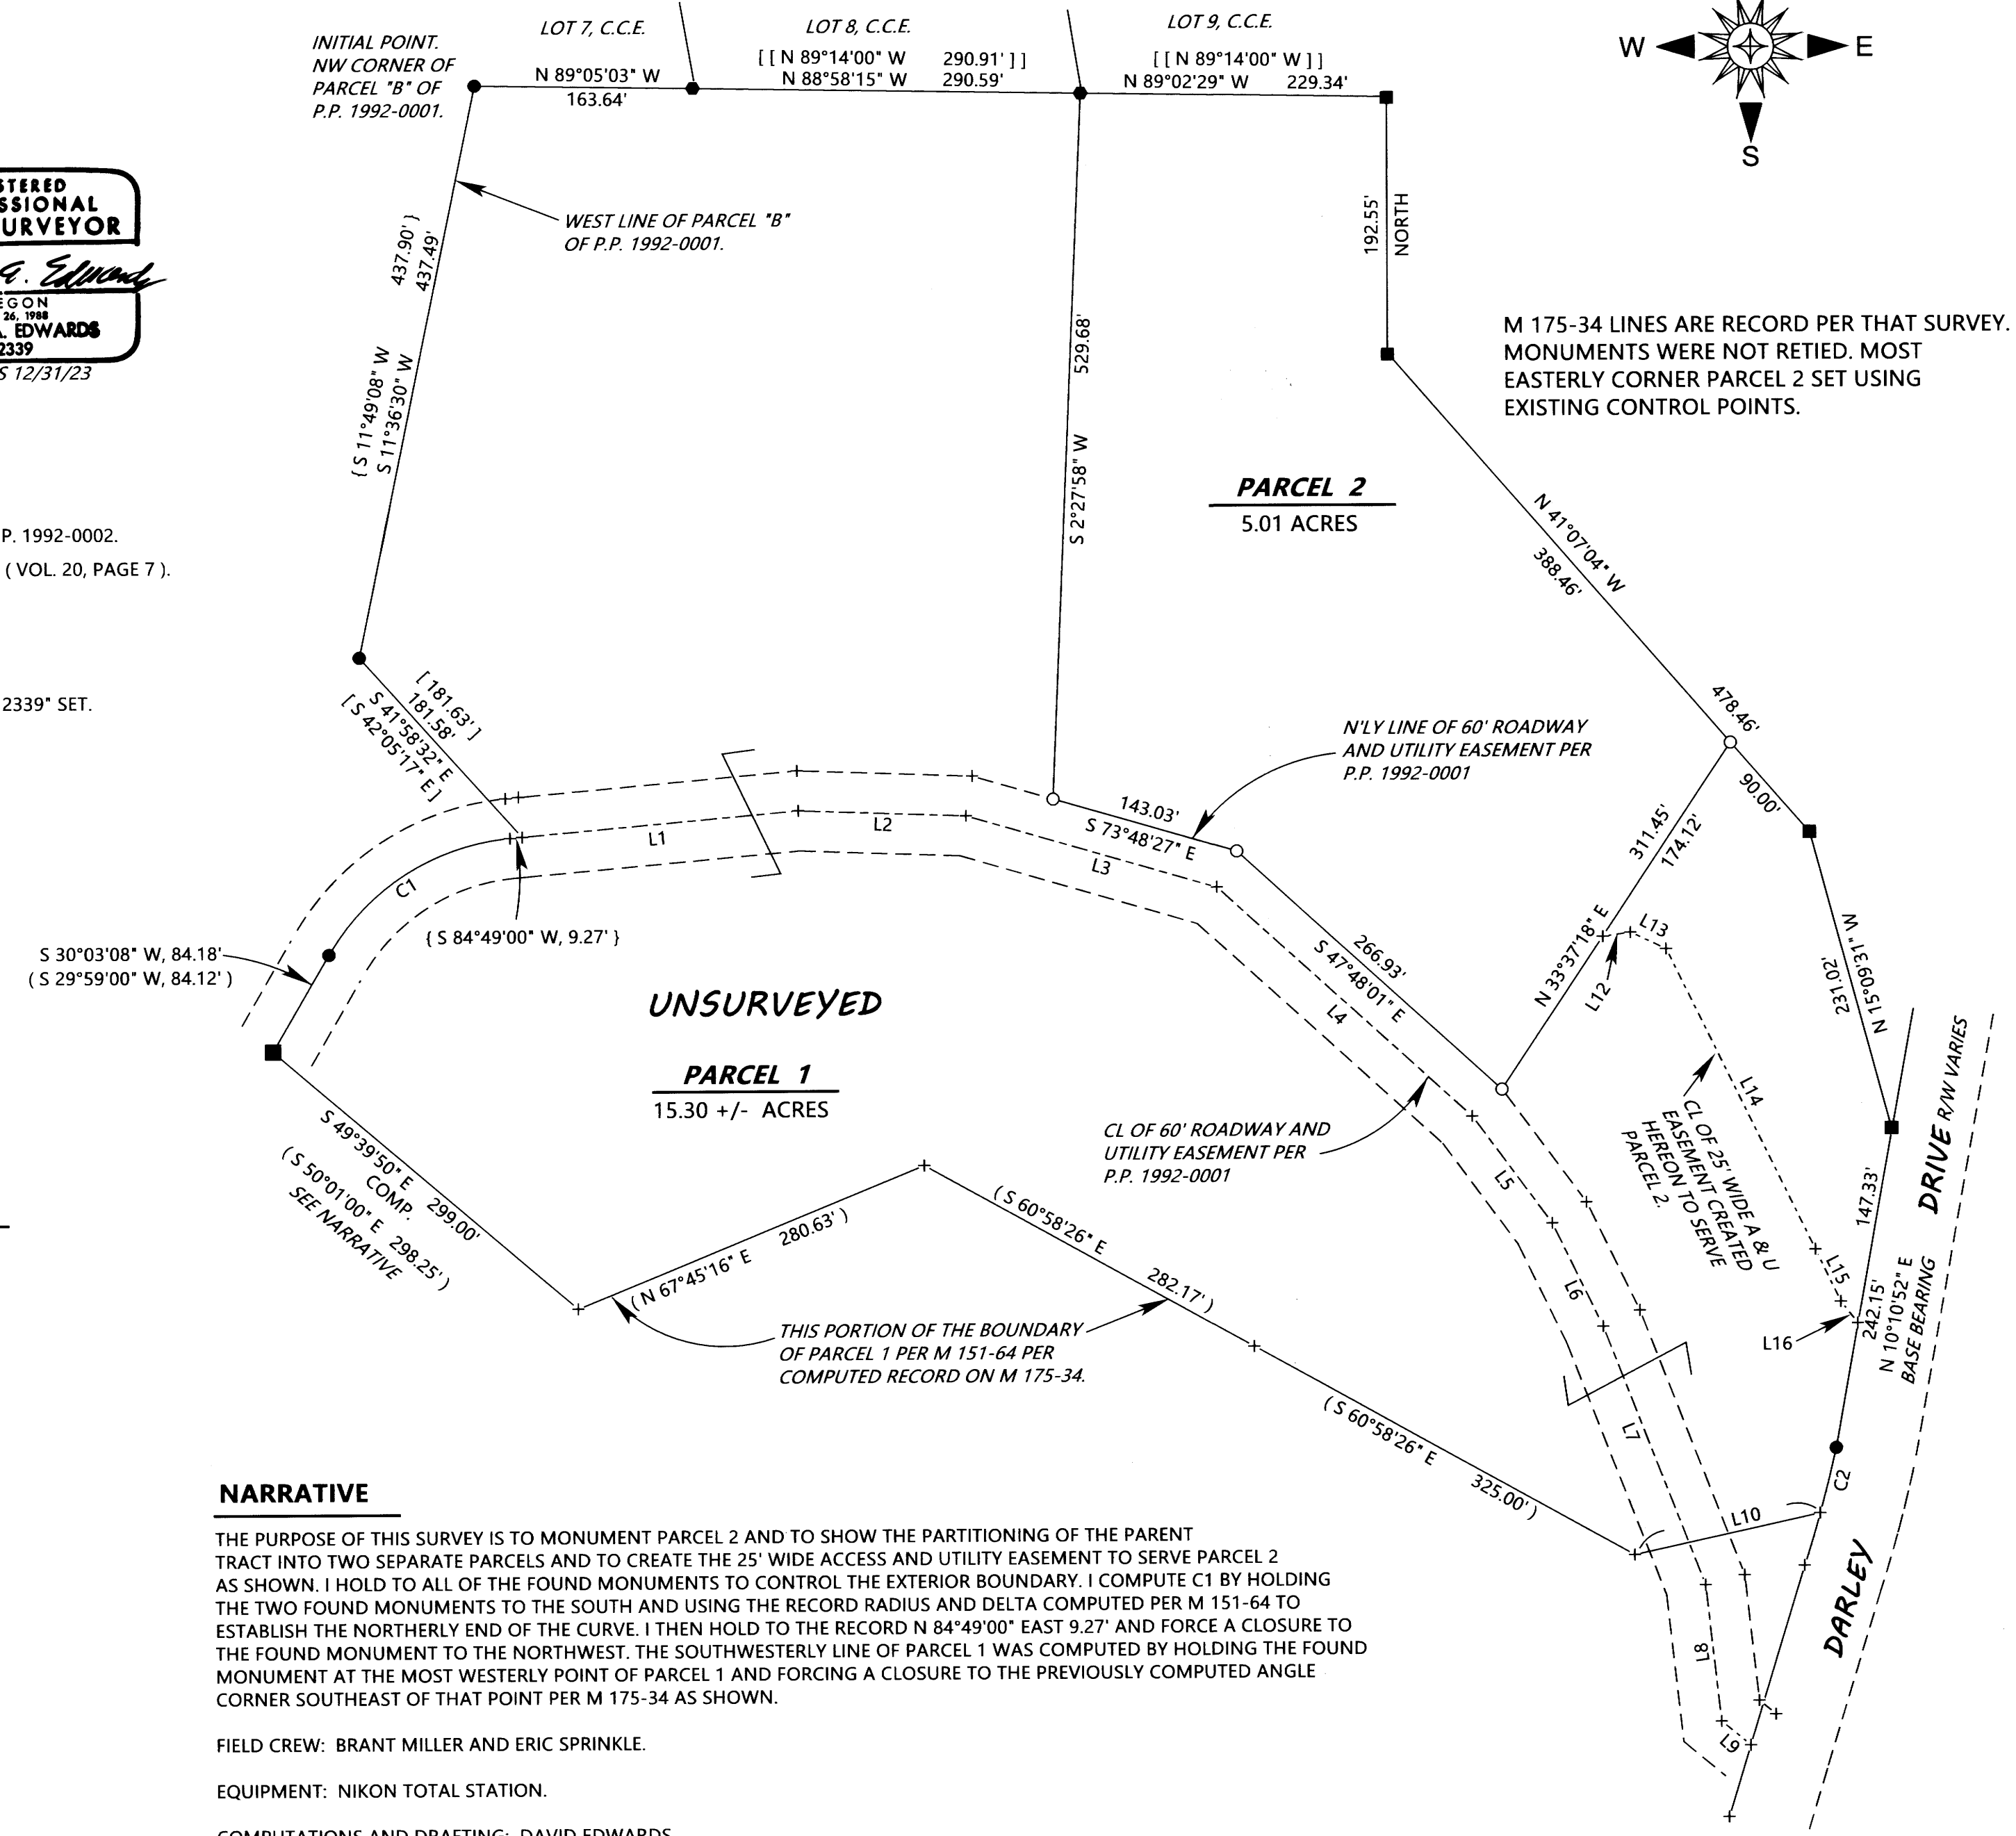 LOT 7, C.C.E.
LOT 8, C.C.E.
LOT 9, C.C.E.
INITIAL POINT.
NW CORNER OF
PARCEL "B" OF
P.P. 1992-0001.
N 89°05'03" W
163.64'
[ [ N 89°14'00" W 290.91' ] ]
N 88°58'15" W 290.59'
[ [ N 89°14'00" W ] ]
N 89°02'29" W 229.34'
W
E
S
STERED
SSIONAL
URVEYOR
EGON
26, 1988
A. EDWARDS
2339
S 12/31/23
437.90' }
437.49'
{ S 11°49'08" W
S 11°36'30" W
WEST LINE OF PARCEL "B"
OF P.P. 1992-0001.
529.68'
S 2°27'58" W
192.55'
NORTH
M 175-34 LINES ARE RECORD PER THAT SURVEY.
MONUMENTS WERE NOT RETIED. MOST
EASTERLY CORNER PARCEL 2 SET USING
EXISTING CONTROL POINTS.
PARCEL 2
5.01 ACRES
P. 1992-0002.
( VOL. 20, PAGE 7 ).
2339" SET.
N 41°07'04" W
388.46'
478.46'
90.00'
[ 181.63' ]
181.58'
S 41°58'32" E
[ S 42°05'17" E ]
N'LY LINE OF 60' ROADWAY
AND UTILITY EASEMENT PER
P.P. 1992-0001
143.03'
S 73°48'27" E
L1
L2
L3
C1
{ S 84°49'00" W, 9.27' }
S 30°03'08" W, 84.18'
( S 29°59'00" W, 84.12' )
266.93'
S 47°48'01" E
L4
311.45'
174.12'
N 33°37'18" E
L12
L13
L14
N 15°09'31" W
231.02'
UNSURVEYED
PARCEL 1
15.30 +/- ACRES
CL OF 60' ROADWAY AND
UTILITY EASEMENT PER
P.P. 1992-0001
CL OF 25' WIDE A & U
EASEMENT CREATED
HEREON TO SERVE
PARCEL 2.
DRIVE R/W VARIES
147.33'
L5
L6
L15
L16
242.15'
N 10°10'52" E
BASE BEARING
S 49°39'50" E 299.00'
COMP.
( S 50°01'00" E 298.25' )
SEE NARRATIVE
( N 67°45'16" E 280.63' )
( S 60°58'26" E 282.17' )
THIS PORTION OF THE BOUNDARY
OF PARCEL 1 PER M 151-64 PER
COMPUTED RECORD ON M 175-34.
( S 60°58'26" E 325.00' )
L7
C2
L10
L8
L9
DARLEY
NARRATIVE
THE PURPOSE OF THIS SURVEY IS TO MONUMENT PARCEL 2 AND TO SHOW THE PARTITIONING OF THE PARENT
TRACT INTO TWO SEPARATE PARCELS AND TO CREATE THE 25' WIDE ACCESS AND UTILITY EASEMENT TO SERVE PARCEL 2
AS SHOWN. I HOLD TO ALL OF THE FOUND MONUMENTS TO CONTROL THE EXTERIOR BOUNDARY. I COMPUTE C1 BY HOLDING
THE TWO FOUND MONUMENTS TO THE SOUTH AND USING THE RECORD RADIUS AND DELTA COMPUTED PER M 151-64 TO
ESTABLISH THE NORTHERLY END OF THE CURVE. I THEN HOLD TO THE RECORD N 84°49'00" EAST 9.27' AND FORCE A CLOSURE TO
THE FOUND MONUMENT TO THE NORTHWEST. THE SOUTHWESTERLY LINE OF PARCEL 1 WAS COMPUTED BY HOLDING THE FOUND
MONUMENT AT THE MOST WESTERLY POINT OF PARCEL 1 AND FORCING A CLOSURE TO THE PREVIOUSLY COMPUTED ANGLE
CORNER SOUTHEAST OF THAT POINT PER M 175-34 AS SHOWN.
FIELD CREW: BRANT MILLER AND ERIC SPRINKLE.
EQUIPMENT: NIKON TOTAL STATION.
COMPUTATIONS AND DRAFTING: DAVID EDWARDS